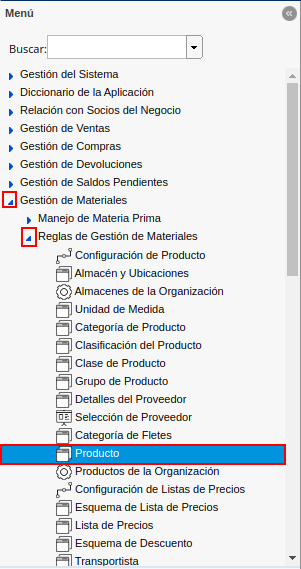 Menú
Buscar:
Gestión del Sistema
Diccionario de la Aplicación
Relación con Socios del Negocio
Gestión de Ventas
Gestión de Compras
Gestión de Devoluciones
Gestión de Saldos Pendientes
Gestión de Materiales
Manejo de Materia Prima
Reglas de Gestión de Materiales
Configuración de Producto
Almacén y Ubicaciones
Almacenes de la Organización
Unidad de Medida
Categoría de Producto
Clasificación del Producto
Clase de Producto
Grupo de Producto
Detalles del Proveedor
Selección de Proveedor
Categoría de Fletes
Producto
Productos de la Organización
Configuración de Listas de Precios
Esquema de Lista de Precios
Lista de Precios
Esquema de Descuento
Transportista